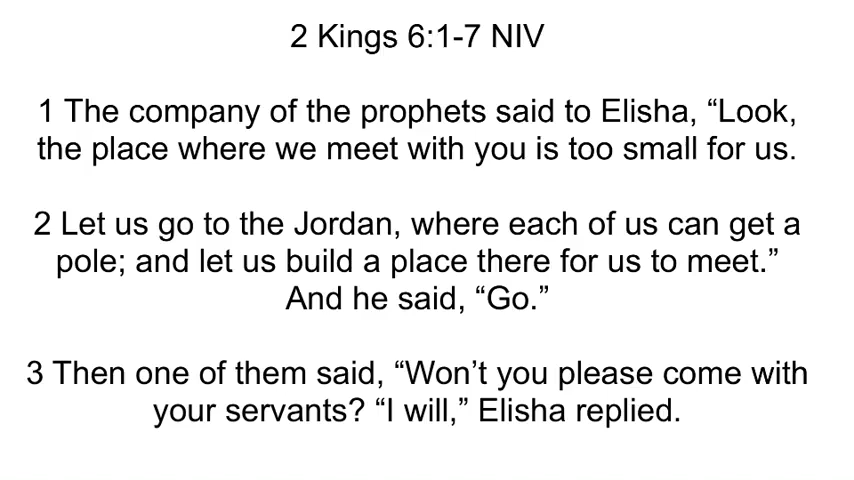 2 Kings 6:1-7 NIV
1 The company of the prophets said to Elisha, “Look,
the place where we meet with you is too small for us.
2 Let us go to the Jordan, where each of us can get a
pole; and let us build a place there for us to meet.”
And he said, “Go.”
3 Then one of them said, “Won’t you please come with
your servants? “I will,” Elisha replied.